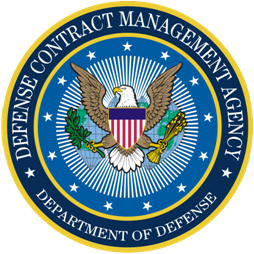 DEFENSE CONTRACT MANAGEMENT AGENCY
DEPARTMENT OF DEFENSE